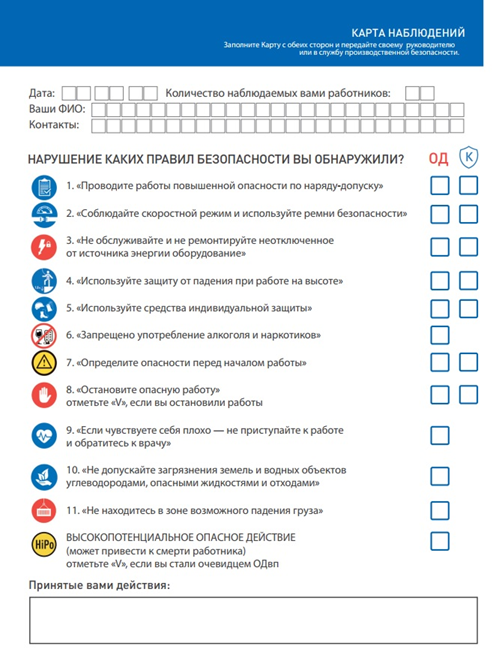 КАРТА НАБЛЮДЕНИЙ
Заполните Карту с обеих сторон и передайте своему руководителю
или в службу производственной безопасности.
Дата:
Количество наблюдаемых вами работников:
Ваши ФИО:
Контакты:
НАРУШЕНИЕ КАКИХ ПРАВИЛ БЕЗОПАСНОСТИ ВЫ ОБНАРУЖИЛИ? ОД К
1. «Проводите работы повышенной опасности по наряду-допуску»
2. «Соблюдайте скоростной режим и используйте ремни безопасности»
3. «Не обслуживайте и не ремонтируйте неотключенное
от источника энергии оборудование»
4. «Используйте защиту от падения при работе на высоте»
5. «Используйте средства индивидуальной защиты»
6. «Запрещено употребление алкоголя и наркотиков»
7. «Определите опасности перед началом работы»
8. «Остановите опасную работу»
отметьте «V», если вы остановили работы
9. «Если чувствуете себя плохо — не приступайте к работе
и обратитесь к врачу»
10. «Не допускайте загрязнения земель и водных объектов
углеводородами, опасными жидкостями и отходами»
11. «Не находитесь в зоне возможного падения груза»
HiPo
ВЫСОКОПОТЕНЦИАЛЬНОЕ ОПАСНОЕ ДЕЙСТВИЕ
(может привести к смерти работника)
отметьте «V», если вы стали очевидцем ОДвп
Принятые вами действия: